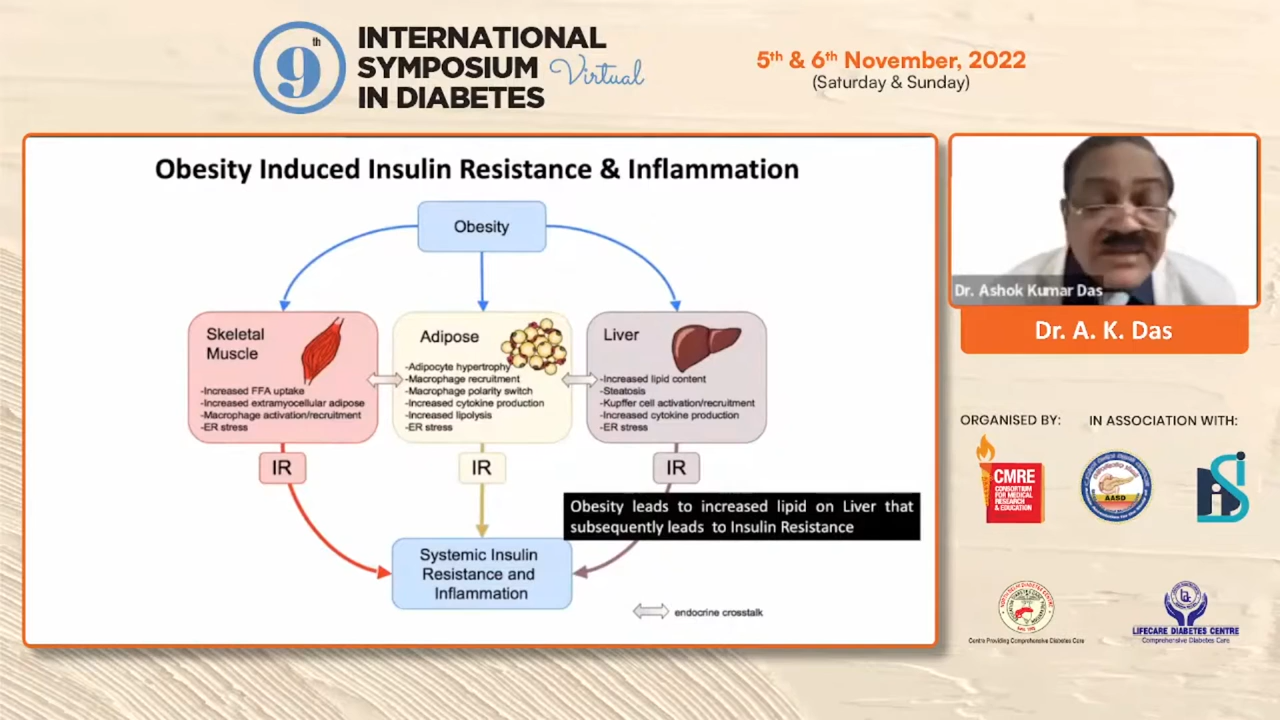 9th
INTERNATIONAL
SYMPOSIUM Virtual
IN DIABETES
5th & 6th November, 2022
(Saturday & Sunday)
Obesity Induced Insulin Resistance & Inflammation
Obesity
Skeletal
Muscle
-Increased FFA uptake
-Increased extramyocellular adipose
-Macrophage activation/recruitment
-ER stress
Adipose
-Adipocyte hypertrophy
-Macrophage recruitment
-Macrophage polarity switch
-Increased cytokine production
-Increased lipolysis
-ER stress
Liver
-Increased lipid content
-Steatosis
-Kupffer cell activation/recruitment
-Increased cytokine production
-ER stress
IR
IR
IR
Obesity leads to increased lipid on Liver that
subsequently leads to Insulin Resistance
Systemic Insulin
Resistance and
Inflammation
endocrine crosstalk
Dr. Ashok Kumar Das
Dr. A. K. Das
ORGANISED BY:
IN ASSOCIATION WITH:
CMRE
CONSORTIUM
FOR MEDICAL
RESEARCH
& EDUCATION
AASD
Centre Providing Comprehensive Diabetes Care
LIFECARE DIABETES CENTRE
Comprehensive Diabetes Care